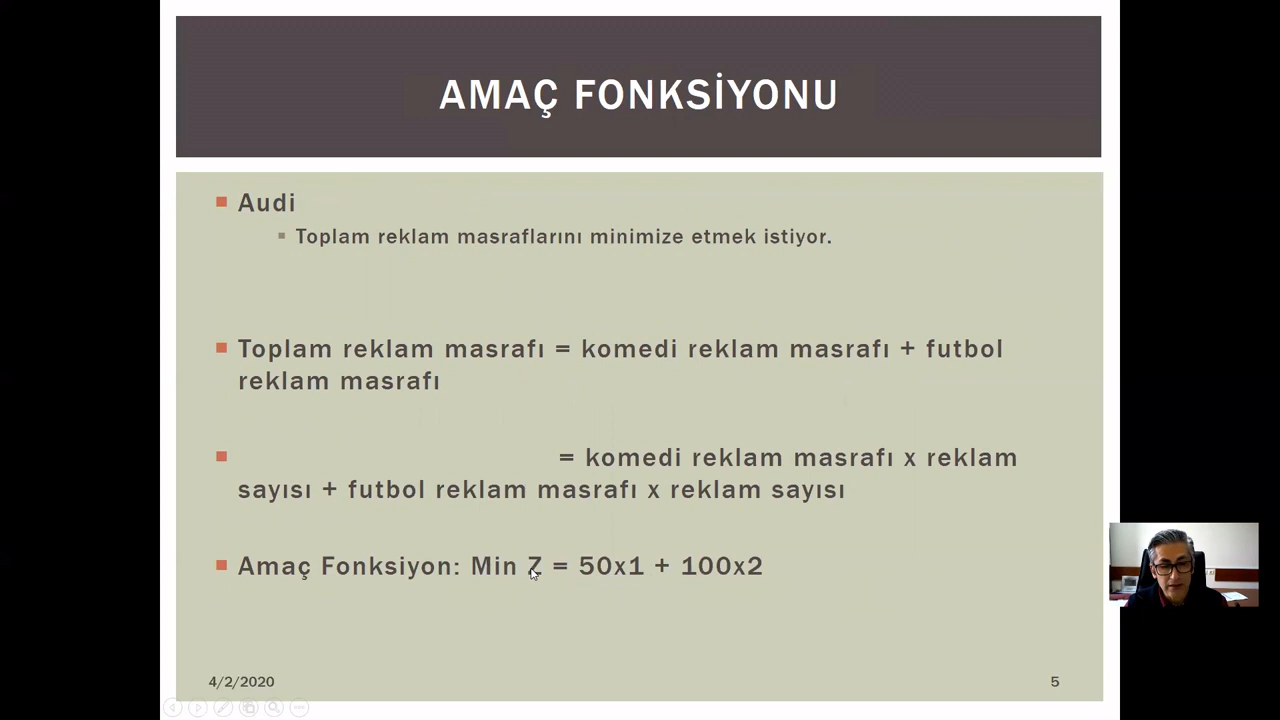 AMAÇ FONKSİYONU
Audi
Toplam reklam masraflarını minimize etmek istiyor.
Toplam reklam masrafı = komedi reklam masrafı + futbol
reklam masrafı
= komedi reklam masrafı x reklam
sayısı + futbol reklam masrafı x reklam sayısı
Amaç Fonksiyon: Min Z = 50x1 + 100x2
4/2/2020
5